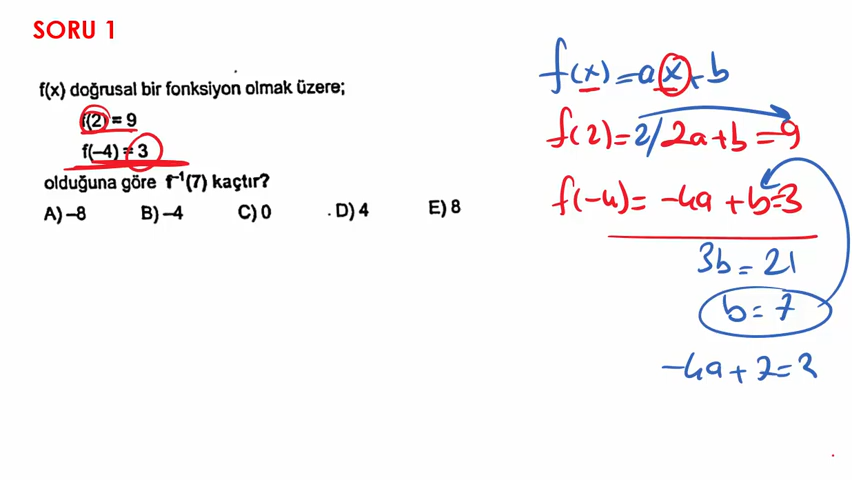 SORU 1
f(x) doğrusal bir fonksiyon olmak üzere;
f(2) = 9
f(-4) = 3
olduğuna göre f⁻¹(7) kaçtır?
A) –8 B) –4 C) 0 D) 4 E) 8
f(x) = ax + b
f(2) = 2/ 2a + b = 9
f(-4) = -4a + b = 3
3b = 21
b = 7
-4a + 7 = 3